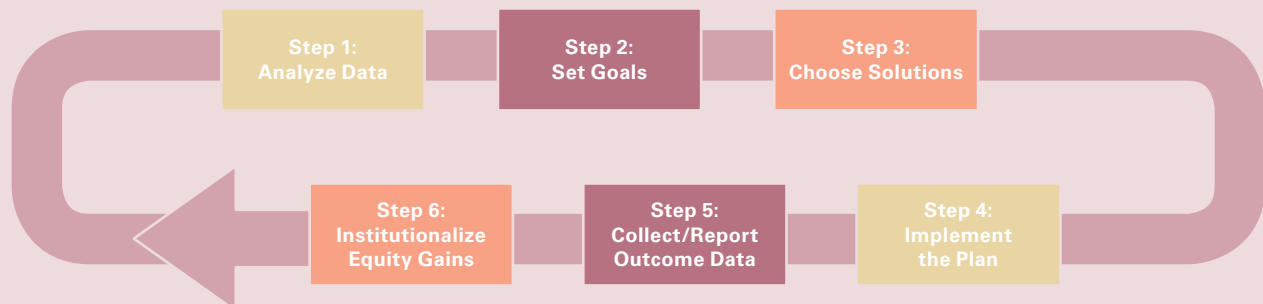 Step 1:
Analyze Data
Step 2:
Set Goals
Step 3:
Choose Solutions
Step 4:
Implement
the Plan
Step 5:
Collect/Report
Outcome Data
Step 6:
Institutionalize
Equity Gains